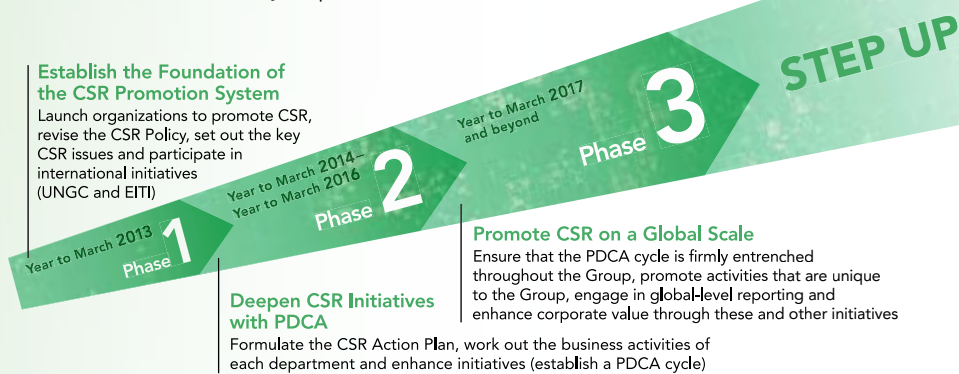 Establish the Foundation of
the CSR Promotion System
Launch organizations to promote CSR,
revise the CSR Policy, set out the key
CSR issues and participate in
international initiatives
(UNGC and EITI)
Year to March 2013
Phase 1
Year to March 2014–
Year to March 2016
Phase 2
Deepen CSR Initiatives
with PDCA
Formulate the CSR Action Plan, work out the business activities of
each department and enhance initiatives (establish a PDCA cycle)
Year to March 2017
and beyond
Phase 3
Promote CSR on a Global Scale
Ensure that the PDCA cycle is firmly entrenched
throughout the Group, promote activities that are unique
to the Group, engage in global-level reporting and
enhance corporate value through these and other initiatives
STEP UP